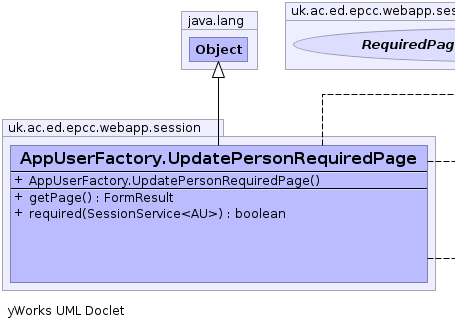 java.lang
uk.ac.ed.epcc.webapp.ses
Object
RequiredPag
uk.ac.ed.epcc.webapp.session
AppUserFactory.UpdatePersonRequiredPage
+ AppUserFactory.UpdatePersonRequiredPage()
+ getPage() : FormResult
+ required(SessionService<AU>) : boolean
yWorks UML Doclet